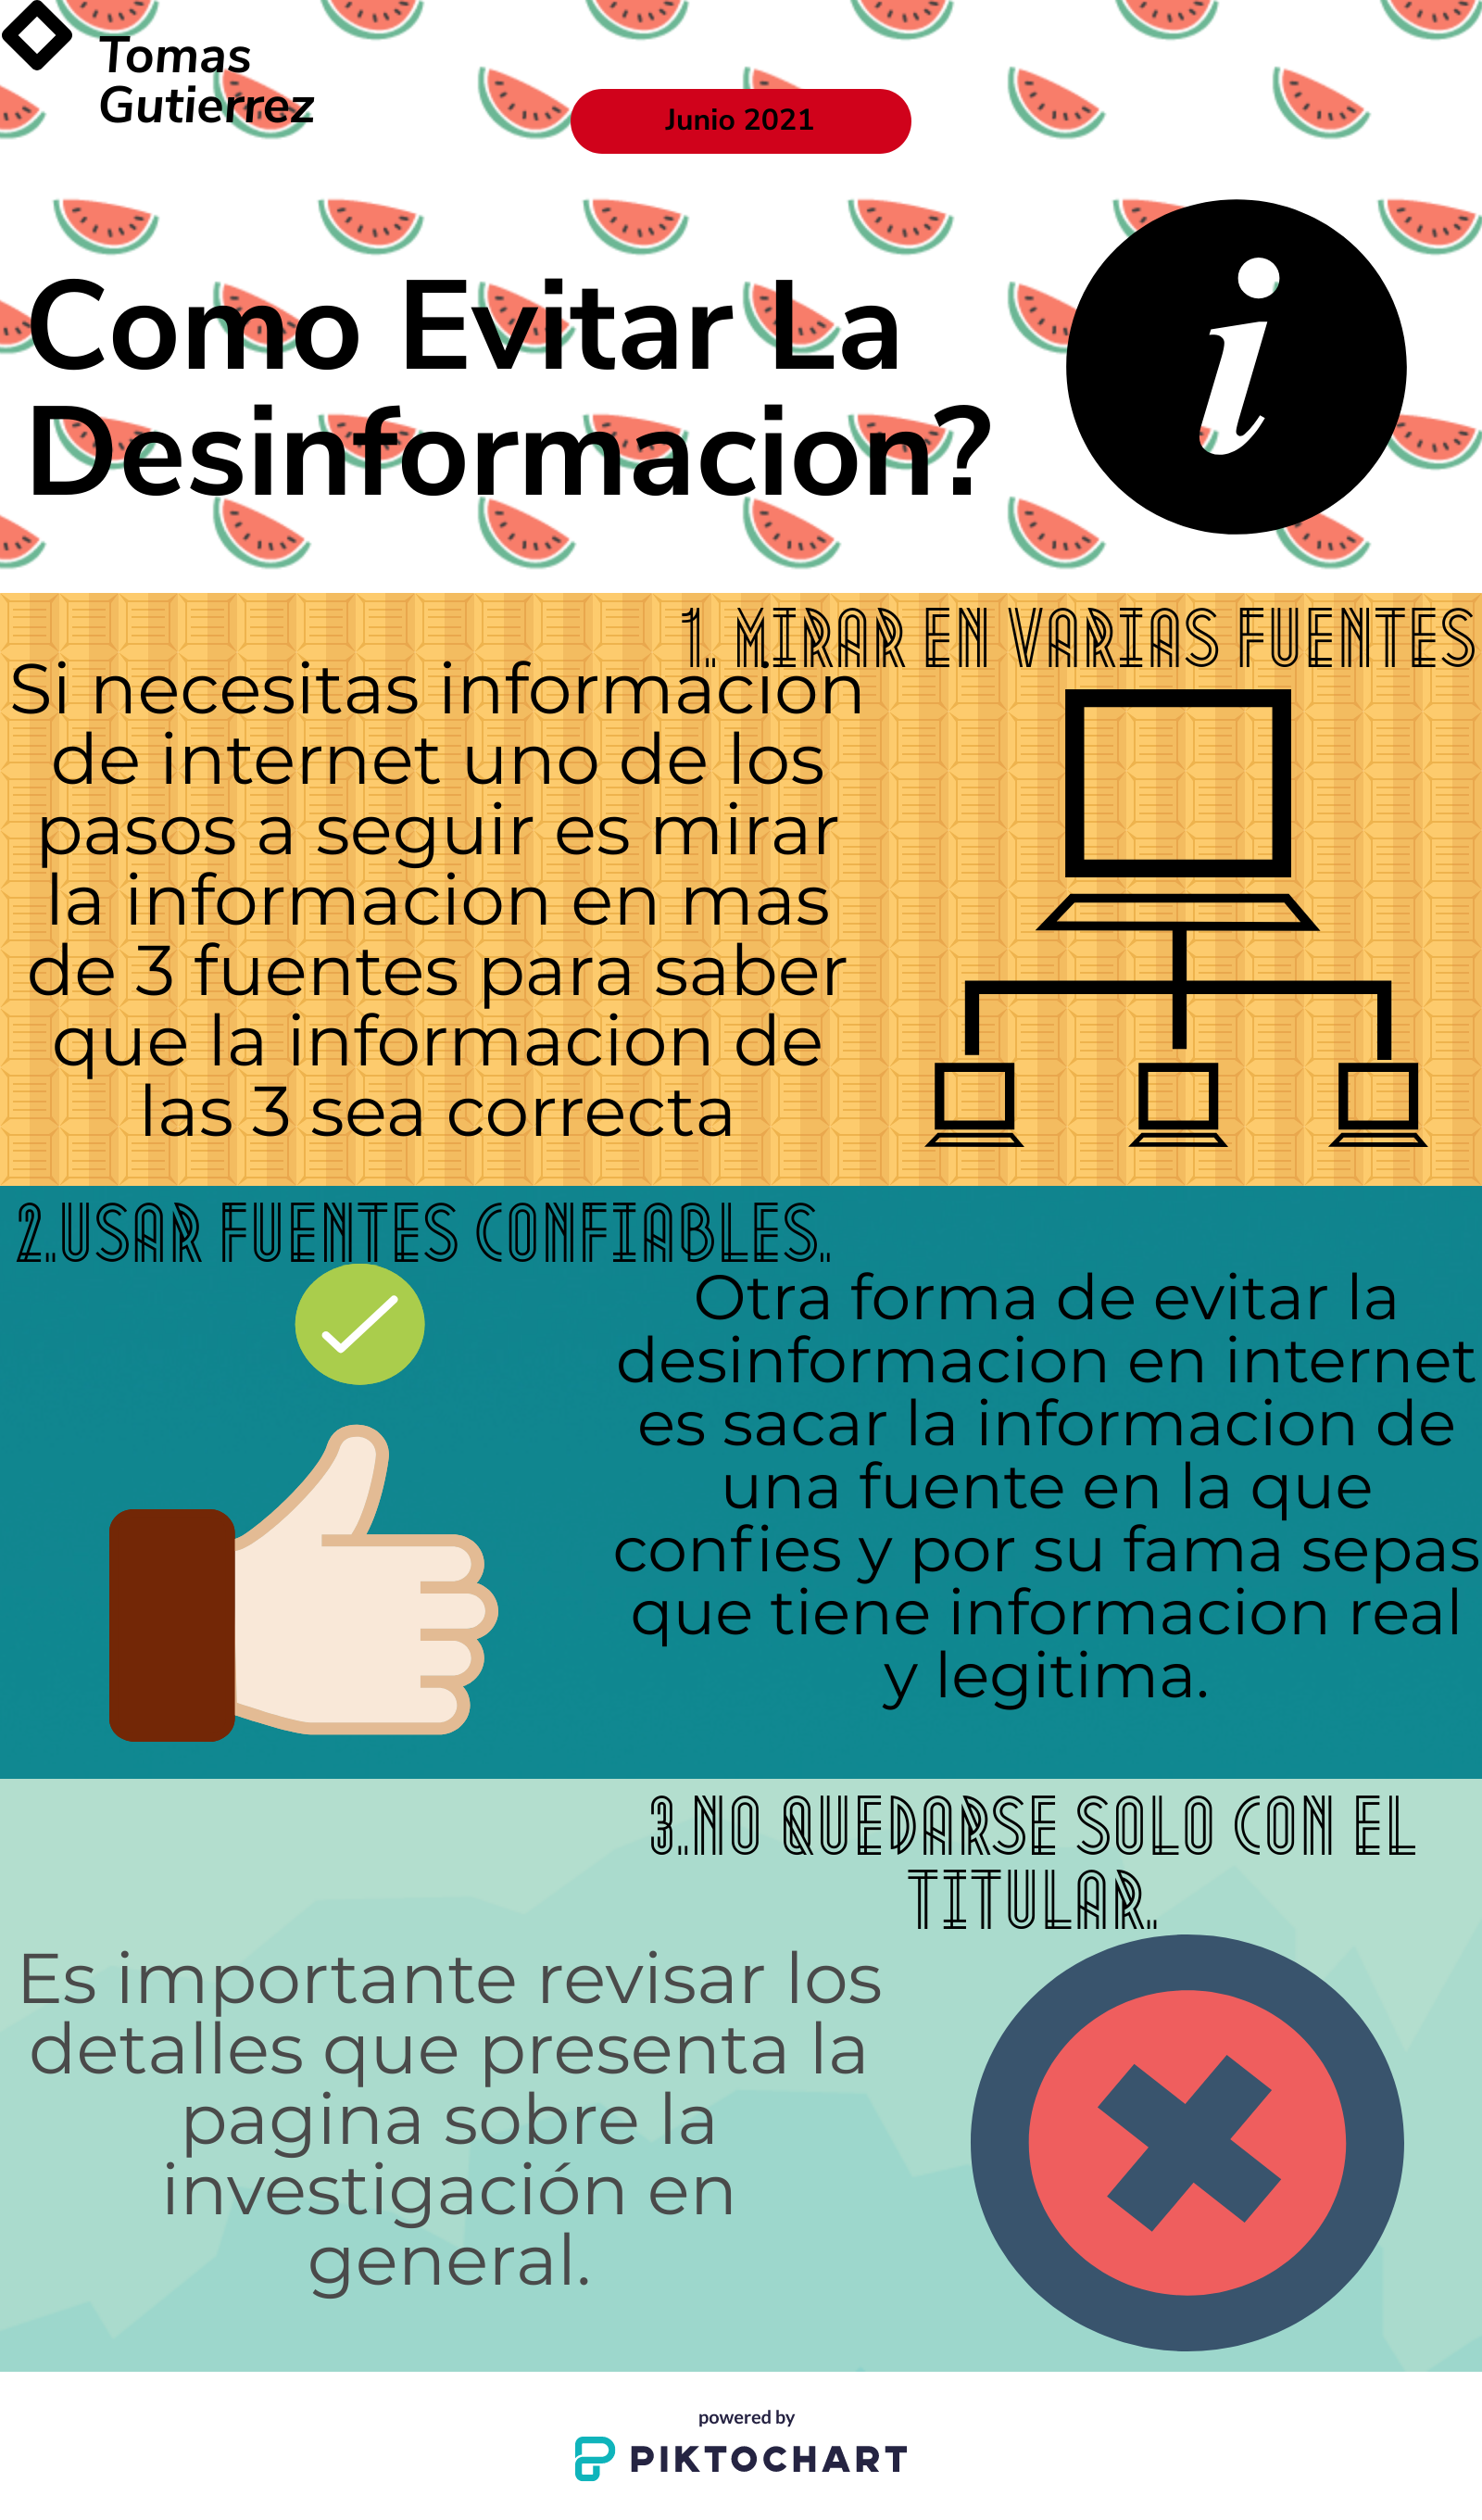 Tomas
Gutierrez
Junio 2021
Como Evitar La
Desinformacion?
1. MIRAR EN VARIAS FUENTES
Si necesitas informacion
de internet uno de los
pasos a seguir es mirar
la informacion en mas
de 3 fuentes para saber
que la informacion de
las 3 sea correcta
2.USAR FUENTES CONFIABLES.
Otra forma de evitar la
desinformacion en internet
es sacar la informacion de
una fuente en la que
confies y por su fama sepas
que tiene informacion real
y legitima.
3.NO QUEDARSE SOLO CON EL
TITULAR.
Es importante revisar los
detalles que presenta la
pagina sobre la
investigación en
general.
powered by
PIKTOCHART